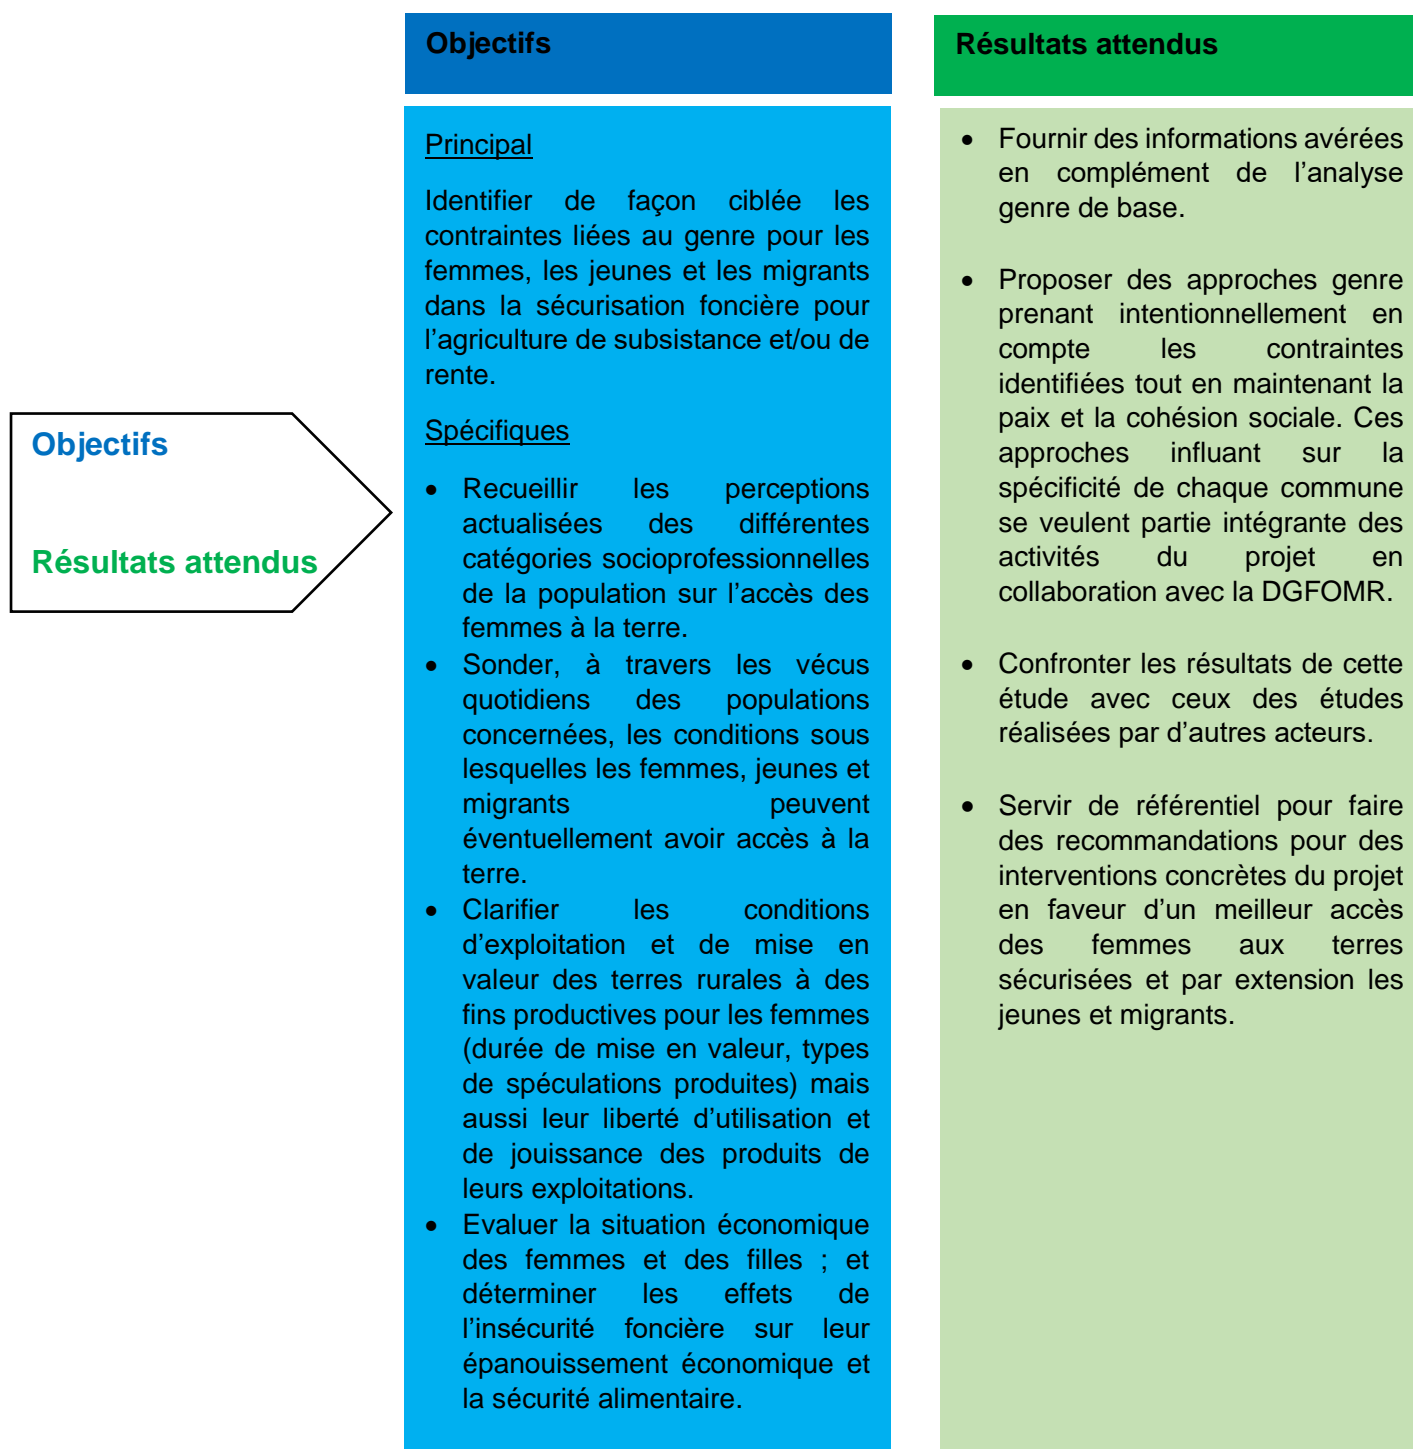 Objectifs
Résultats attendus
Objectifs
Principal
Identifier de façon ciblée les
contraintes liées au genre pour les
femmes, les jeunes et les migrants
dans la sécurisation foncière pour
l’agriculture de subsistance et/ou de
rente.
Spécifiques
• Recueillir les perceptions
actualisées des différentes
catégories socioprofessionnelles
de la population sur l’accès des
femmes à la terre.
• Sonder, à travers les vécus
quotidiens des populations
concernées, les conditions sous
lesquelles les femmes, jeunes et
migrants peuvent
éventuellement avoir accès à la
terre.
• Clarifier les conditions
d’exploitation et de mise en
valeur des terres rurales à des
fins productives pour les femmes
(durée de mise en valeur, types
de spéculations produites) mais
aussi leur liberté d’utilisation et
de jouissance des produits de
leurs exploitations.
• Evaluer la situation économique
des femmes et des filles ; et
déterminer les effets de
l’insécurité foncière sur leur
épanouissement économique et
la sécurité alimentaire.
Résultats attendus
• Fournir des informations avérées
en complément de l’analyse
genre de base.
• Proposer des approches genre
prenant intentionnellement en
compte les contraintes
identifiées tout en maintenant la
paix et la cohésion sociale. Ces
approches influant sur la
spécificité de chaque commune
se veulent partie intégrante des
activités du projet en
collaboration avec la DGFOMR.
• Confronter les résultats de cette
étude avec ceux des études
réalisées par d’autres acteurs.
• Servir de référentiel pour faire
des recommandations pour des
interventions concrètes du projet
en faveur d’un meilleur accès
des femmes aux terres
sécurisées et par extension les
jeunes et migrants.